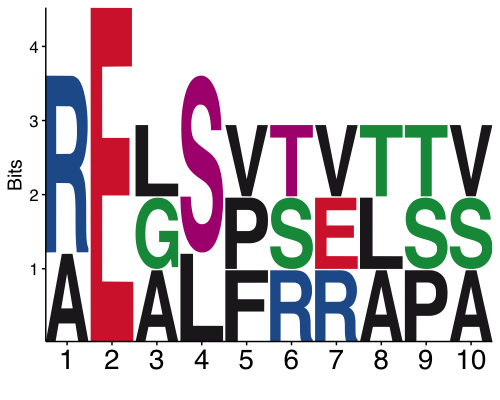 4
3
2
1
Bits
R E L S V T V T T V
G P S E L S S
A A L F R R A P A
1 2 3 4 5 6 7 8 9 10